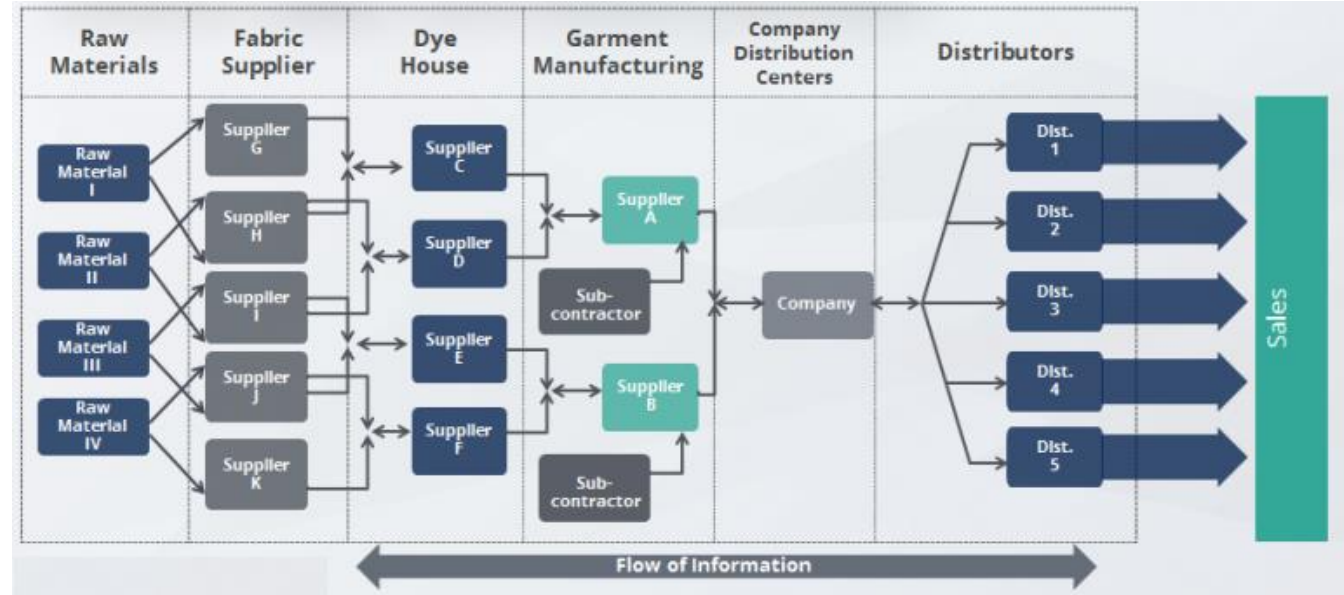 Raw
Materials
Fabric
Supplier
Dye
House
Garment
Manufacturing
Company
Distribution
Centers
Distributors
Raw
Material
I
Raw
Material
II
Raw
Material
III
Raw
Material
IV
Supplier
G
Supplier
H
Supplier
I
Supplier
J
Supplier
K
Supplier
C
Supplier
D
Supplier
E
Supplier
F
Supplier
A
Sub-
contractor
Supplier
B
Sub-
contractor
Company
Dist.
1
Dist.
2
Dist.
3
Dist.
4
Dist.
5
Sales
Flow of Information